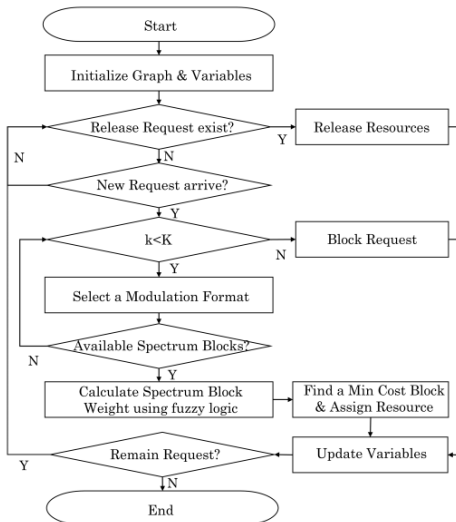 Start
Initialize Graph & Variables
Release Request exist?
Y
Release Resources
N
N
New Request arrive?
Y
k<K
N
Block Request
Y
Select a Modulation Format
Available Spectrum Blocks?
N
Y
Calculate Spectrum Block
Weight using fuzzy logic
Find a Min Cost Block
& Assign Resource
Remain Request?
Update Variables
Y
N
End